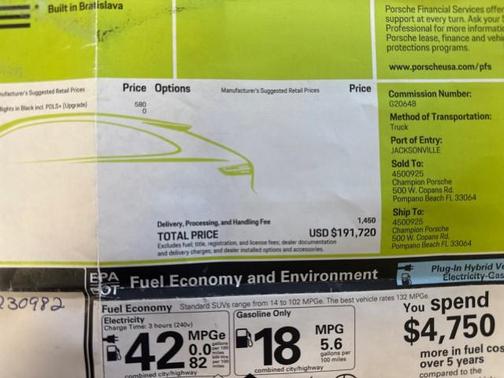 Built in Bratislava
Porsche Financial Services offer
support at every turn. Ask your
Professional for more informati
Porsche lease, finance and vehi
protections programs.
www.porscheusa.com/pfs
Manufacturer's Suggested Retail Prices Price Options Manufacturer's Suggested Retail Prices Price
lights in Black incl. PDLS+ (Upgrade) 580
0
Commission Number:
G20648
Method of Transportation:
Truck
Port of Entry:
JACKSONVILLE
Sold To:
4500925
Champion Porsche
500 W. Copans Rd.
Pompano Beach FL 33064
Ship To:
4500925
Champion Porsche
500 W. Copans Rd.
Pompano Beach FL 33064
Delivery, Processing, and Handling Fee 1,450
TOTAL PRICE USD $191,720
Excludes fuel; title, registration, and license fees; dealer documentation
and delivery charges; and dealer installed options and accessories.
EPA
DOT Fuel Economy and Environment
Plug-In Hybrid Ve
Electricity-Gas
230982
Fuel Economy Standard SUVs range from 14 to 102 MPGe. The best vehicle rates 132 MPGe.
Electricity
Charge Time: 3 hours (240v)
42 MPGe
0.0 gallons per 100 miles
82
combined city/highway
Gasoline Only
18 MPG
5.6 gallons per 100 miles
combined city/highway
You spend
$4,750
more in fuel cos
over 5 years
compared to the